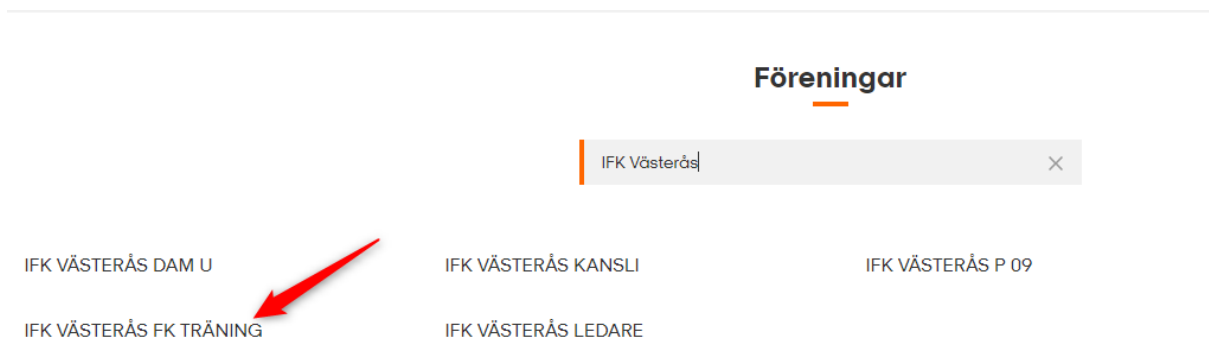 Föreningar
IFK Västerås
IFK VÄSTERÅS DAM U
IFK VÄSTERÅS KANSLI
IFK VÄSTERÅS P 09
IFK VÄSTERÅS FK TRÄNING
IFK VÄSTERÅS LEDARE